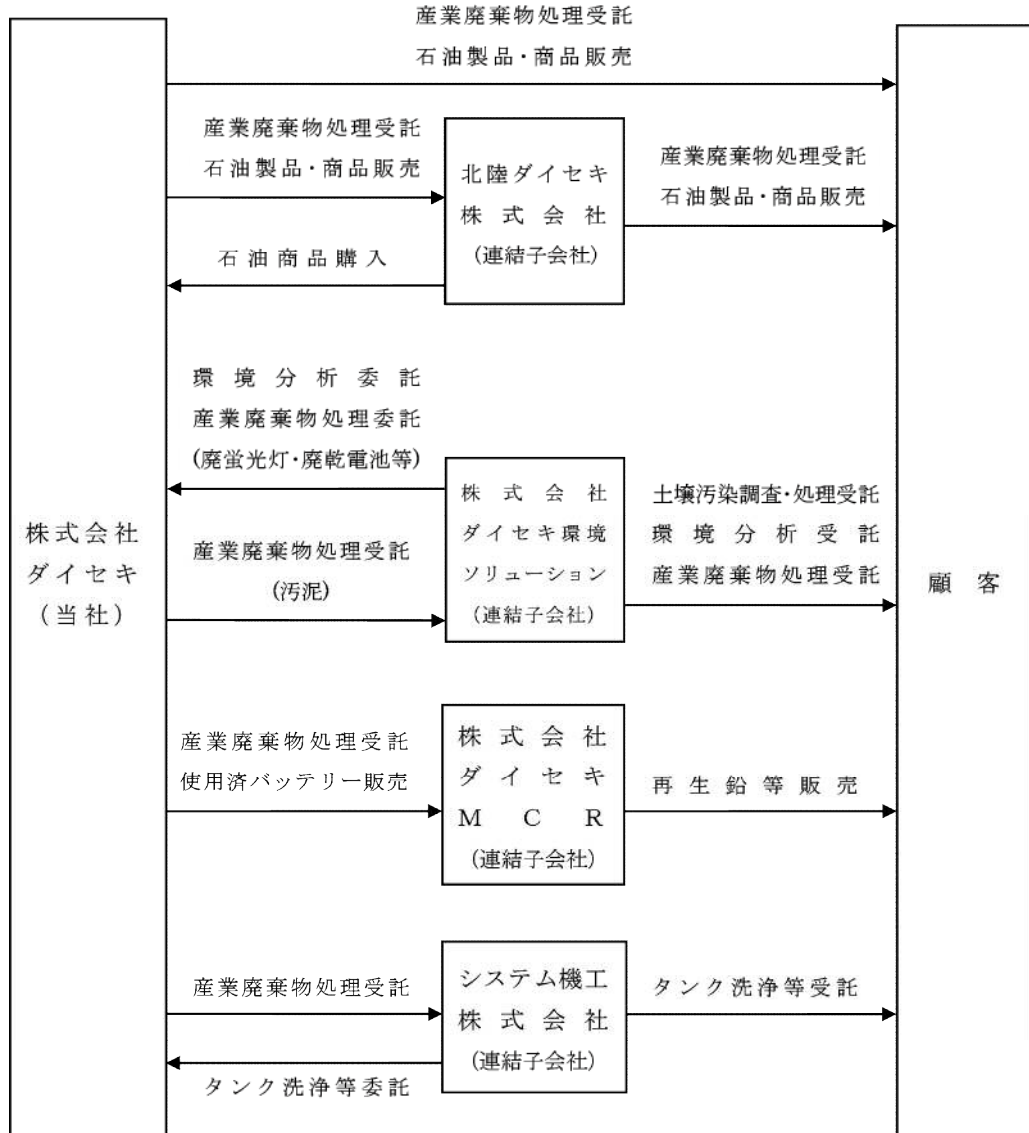 産業廃棄物処理受託
石油製品・商品販売
産業廃棄物処理受託
石油製品・商品販売
北陸ダイセキ
株式会社
(連結子会社)
産業廃棄物処理受託
石油製品・商品販売
石油商品購入
環境分析委託
産業廃棄物処理委託
(廃蛍光灯・廃乾電池等)
株式会社
ダイセキ環境
ソリューション
(連結子会社)
土壌汚染調査・処理受託
環境分析受託
産業廃棄物処理受託
産業廃棄物処理受託
(汚泥)
株式会社
ダイセキ
(当社)
顧客
産業廃棄物処理受託
使用済バッテリー販売
株式会社
ダイセキ
MCR
(連結子会社)
再生鉛等販売
産業廃棄物処理受託
システム機工
株式会社
(連結子会社)
タンク洗浄等受託
タンク洗浄等委託